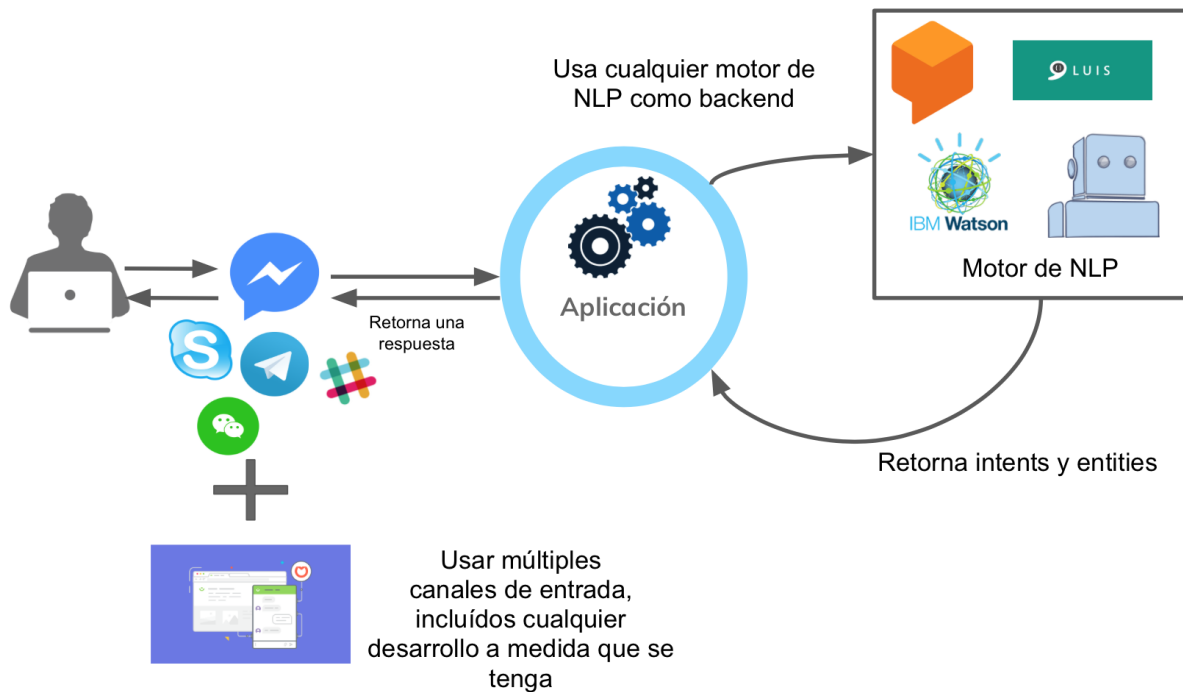 Usa cualquier motor de
NLP como backend
LUIS
IBM Watson
Motor de NLP
Aplicación
Retorna una
respuesta
S
Retorna intents y entities
Usar múltiples
canales de entrada,
incluídos cualquier
desarrollo a medida que se
tenga